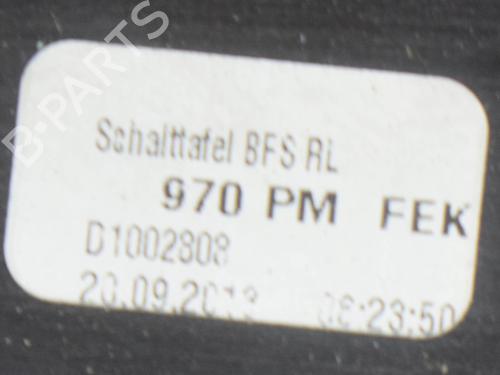 B-PARTS
Schalttafel BFS RL
970 PM FEK
D1002808
20.09.2013 08:23:50